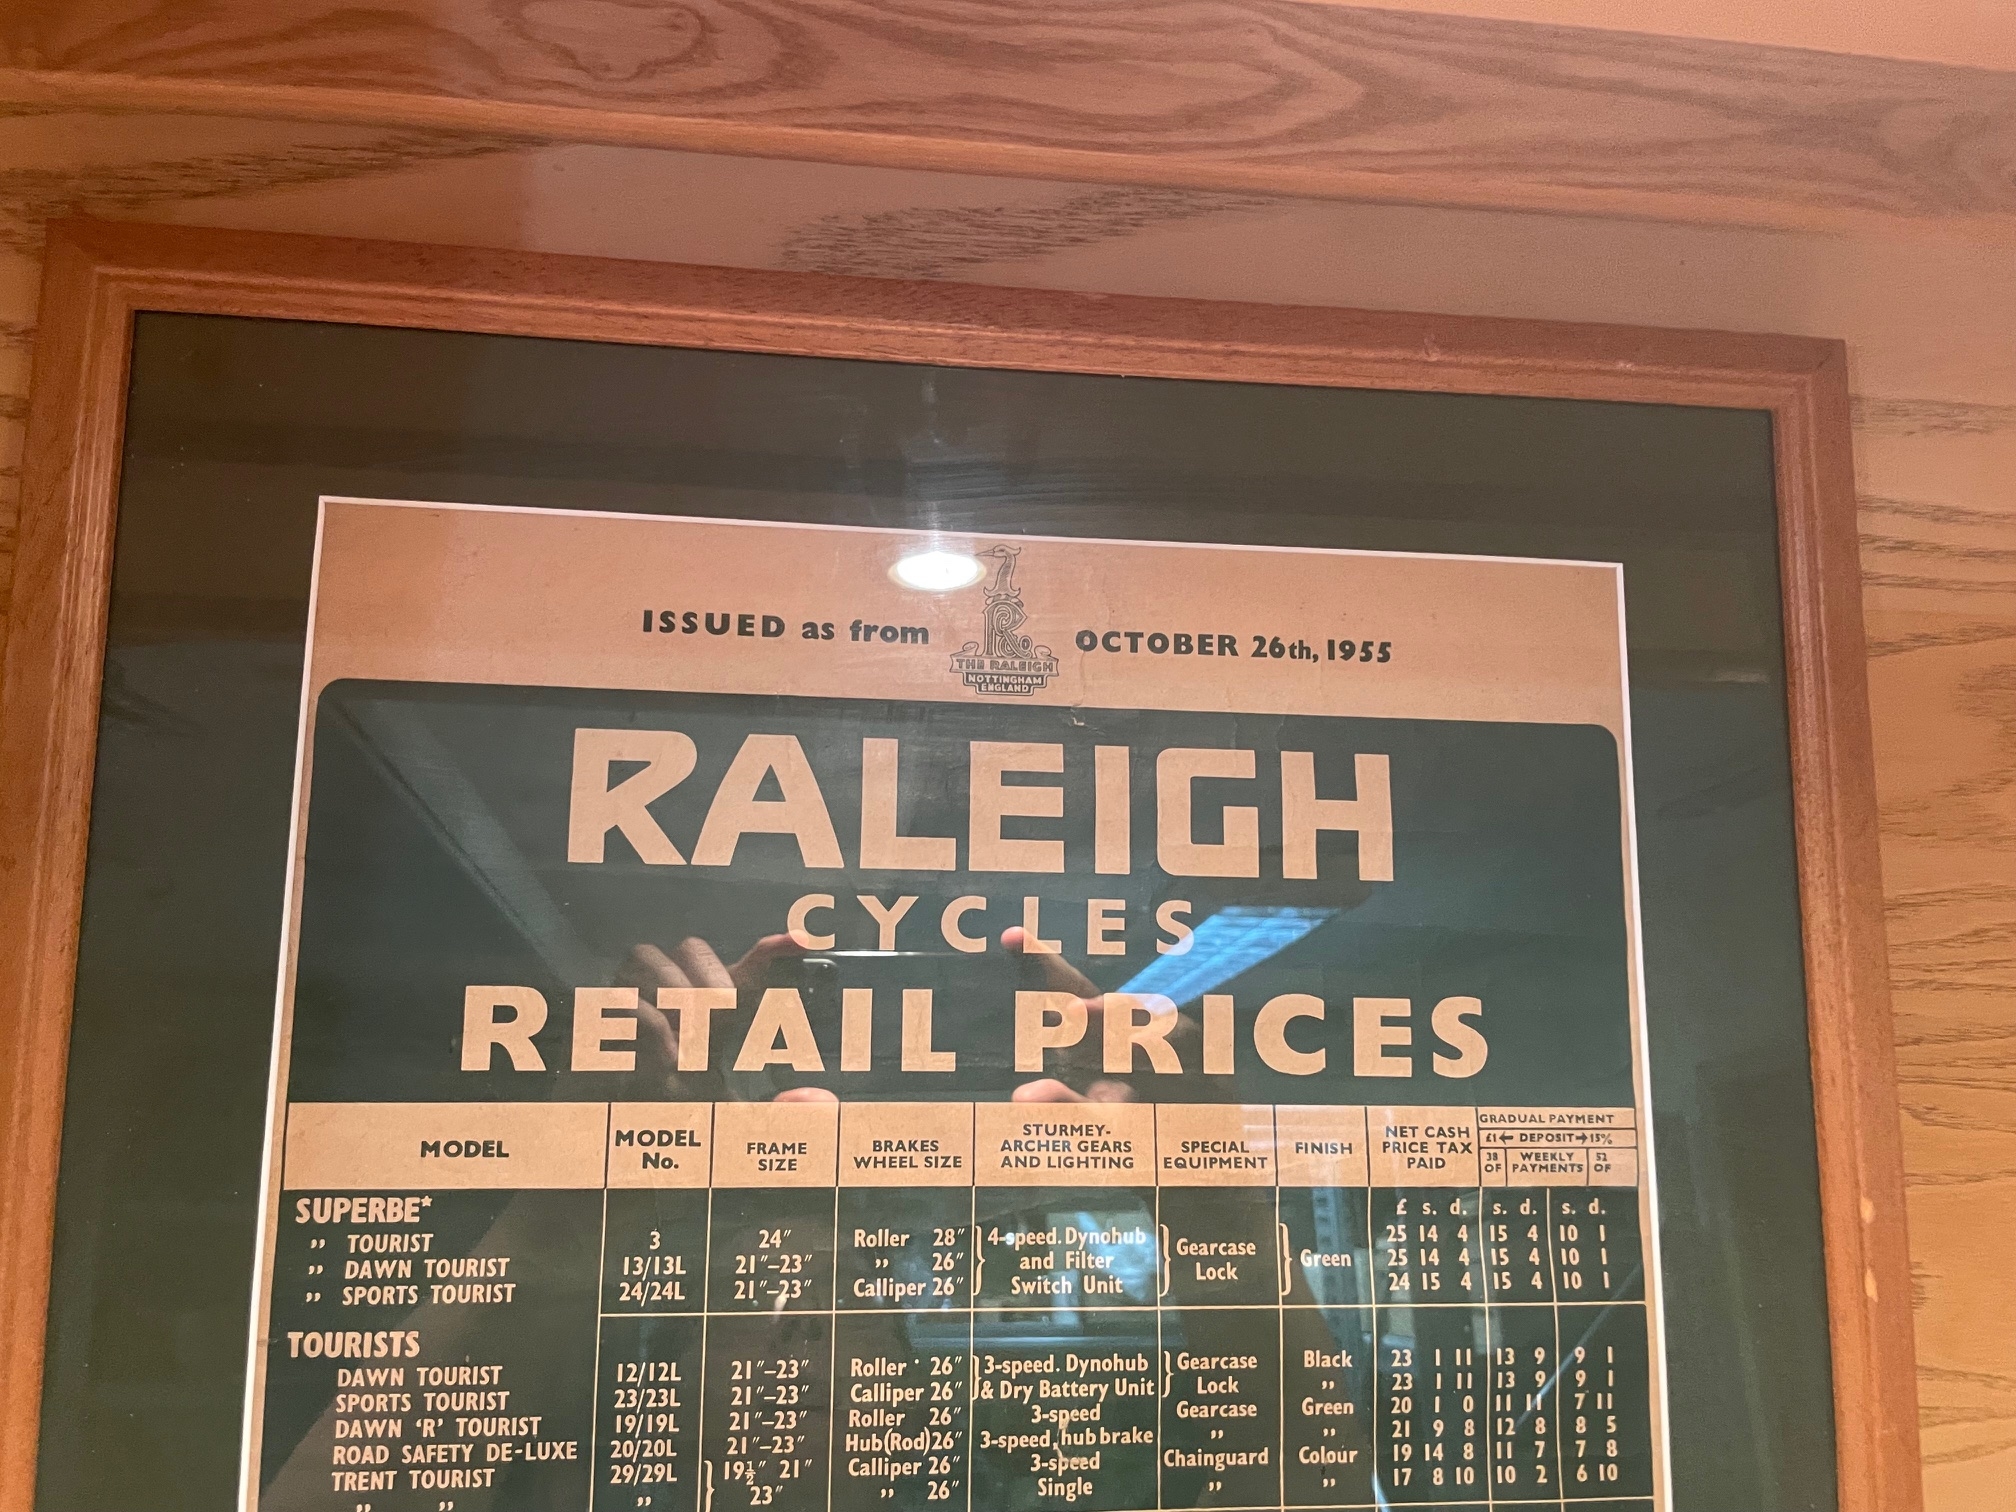 ISSUED as from OCTOBER 26th, 1955
THE RALEIGH
NOTTINGHAM
ENGLAND
RALEIGH
CYCLES
RETAIL PRICES
MODEL MODEL No. FRAME SIZE BRAKES WHEEL SIZE STURMEY-ARCHER GEARS AND LIGHTING SPECIAL EQUIPMENT FINISH NET CASH PRICE TAX PAID GRADUAL PAYMENT
£1← DEPOSIT→15%
38 OF WEEKLY PAYMENTS 52 OF
SUPERBE* £ s. d. s. d. s. d.
,, TOURIST 3 24" Roller 28" 4-speed. Dynohub Gearcase 25 14 4 15 4 10 1
,, DAWN TOURIST 13/13L 21"–23" ,, 26" and Filter Lock Green 25 14 4 15 4 10 1
,, SPORTS TOURIST 24/24L 21"–23" Calliper 26" Switch Unit 24 15 4 15 4 10 1
TOURISTS
DAWN TOURIST 12/12L 21"–23" Roller 26" 3-speed. Dynohub Gearcase Black 23 1 11 13 9 9 1
SPORTS TOURIST 23/23L 21"–23" Calliper 26" & Dry Battery Unit Lock ,, 23 1 11 13 9 9 1
DAWN 'R' TOURIST 19/19L 21"–23" Roller 26" 3-speed Gearcase Green 20 1 0 11 11 7 11
ROAD SAFETY DE-LUXE 20/20L 21"–23" Hub(Rod)26" 3-speed, hub brake ,, ,, 21 9 8 12 8 8 5
TRENT TOURIST 29/29L 19½" 21" Calliper 26" 3-speed Chainguard Colour 19 14 8 11 7 7 8
,, ,, ,, 23" ,, 26" Single ,, ,, 17 8 10 10 2 6 10